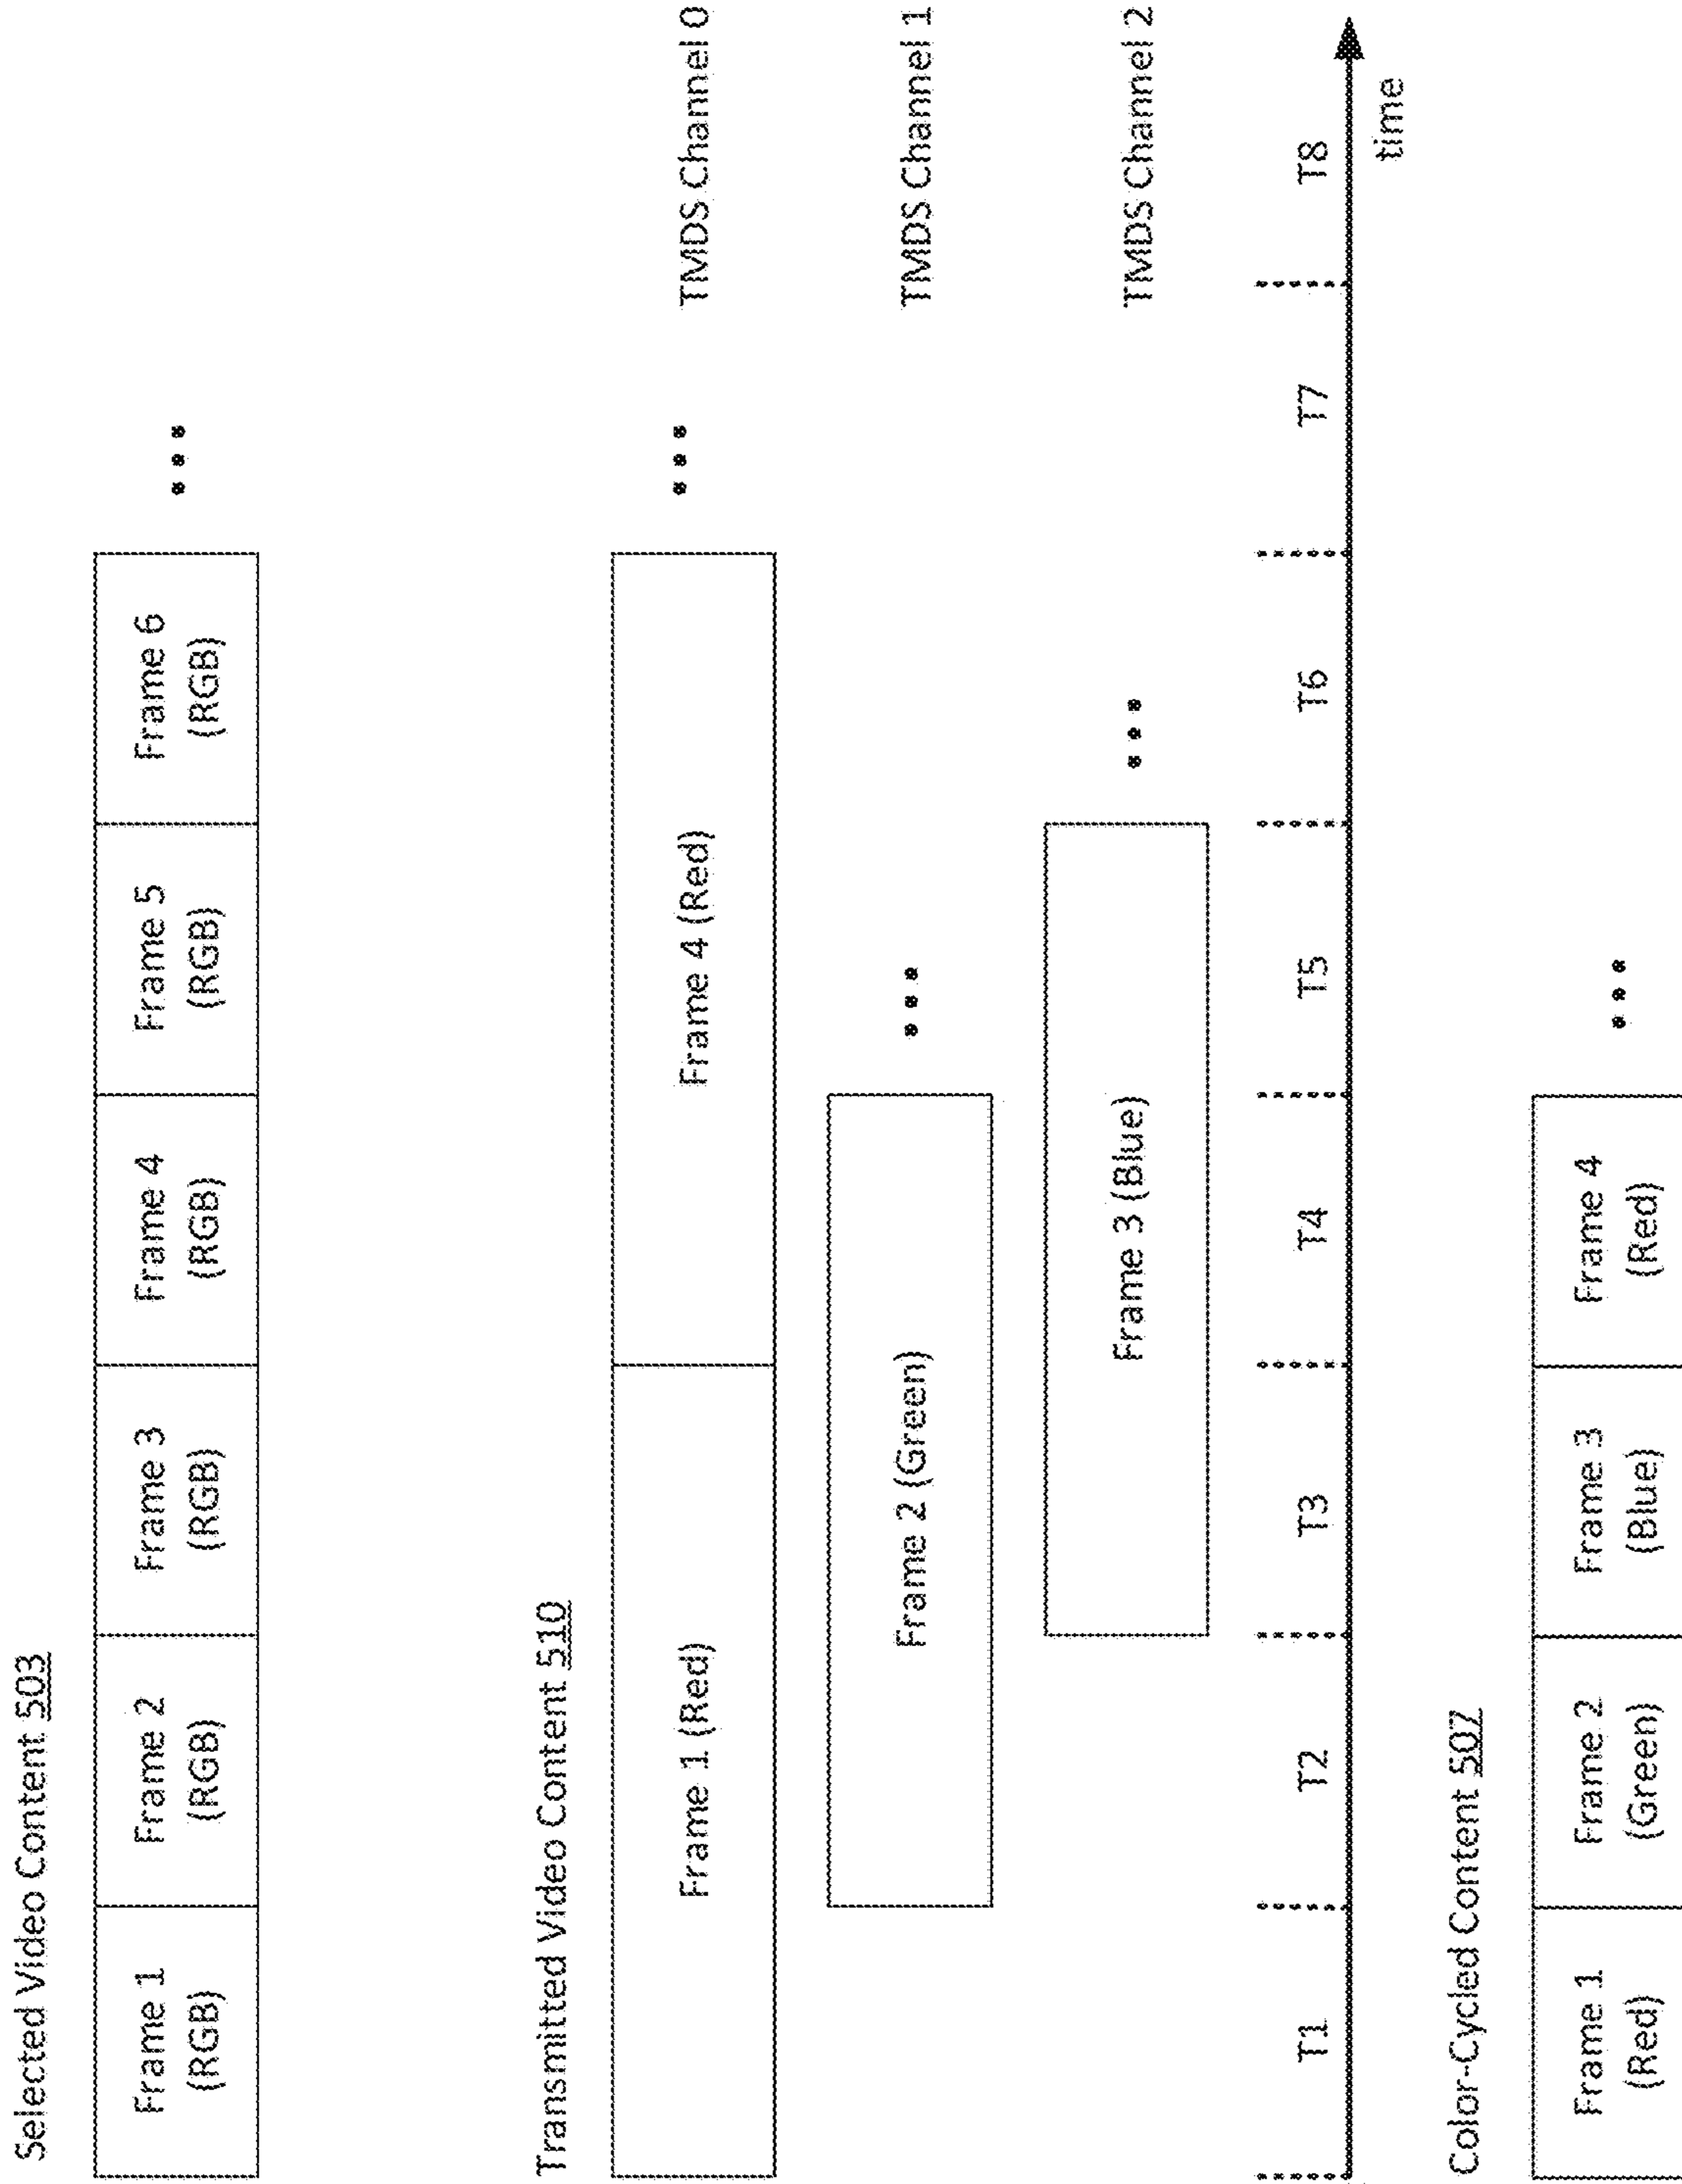 Selected Video Content 503
Frame 1
(RGB)
Frame 2
(RGB)
Frame 3
(RGB)
Frame 4
(RGB)
Frame 5
(RGB)
Frame 6
(RGB)
•••
Transmitted Video Content 510
Frame 1 (Red)
Frame 4 (Red)
•••
TMDS Channel 0
Frame 2 (Green)
•••
TMDS Channel 1
Frame 3 (Blue)
•••
TMDS Channel 2
T1
T2
T3
T4
T5
T6
T7
T8
time
Color-Cycled Content 507
Frame 1
(Red)
Frame 2
(Green)
Frame 3
(Blue)
Frame 4
(Red)
•••